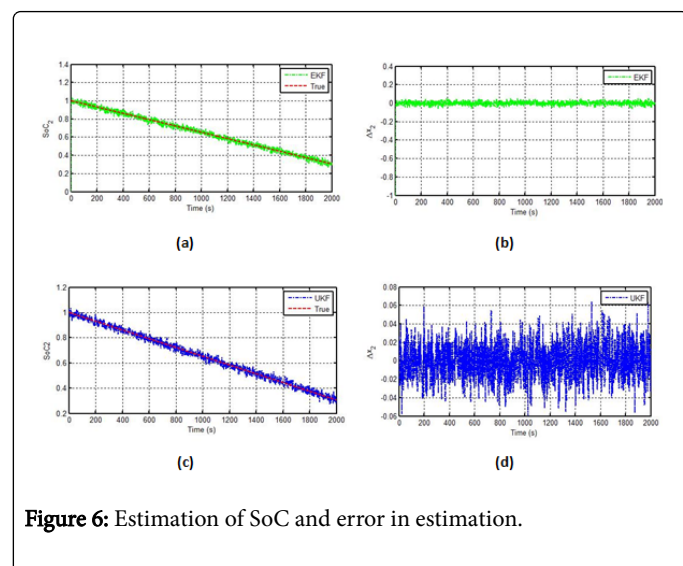 1.4
1.2
1
0.8
0.6
0.4
0.2
0
SoC2
EKF
True
0 200 400 600 800 1000 1200 1400 1600 1800 2000
Time (s)
(a)
0.4
0.2
0
-0.2
-0.4
-0.6
-0.8
-1
Δx2
EKF
0 200 400 600 800 1000 1200 1400 1600 1800 2000
Time (s)
(b)
1.2
1
0.8
0.6
0.4
0.2
SoC2
UKF
True
0 200 400 600 800 1000 1200 1400 1600 1800 2000
Time (s)
(c)
0.08
0.06
0.04
0.02
0
-0.02
-0.04
-0.06
Δx2
UKF
0 200 400 600 800 1000 1200 1400 1600 1800 2000
Time (s)
(d)
Figure 6: Estimation of SoC and error in estimation.